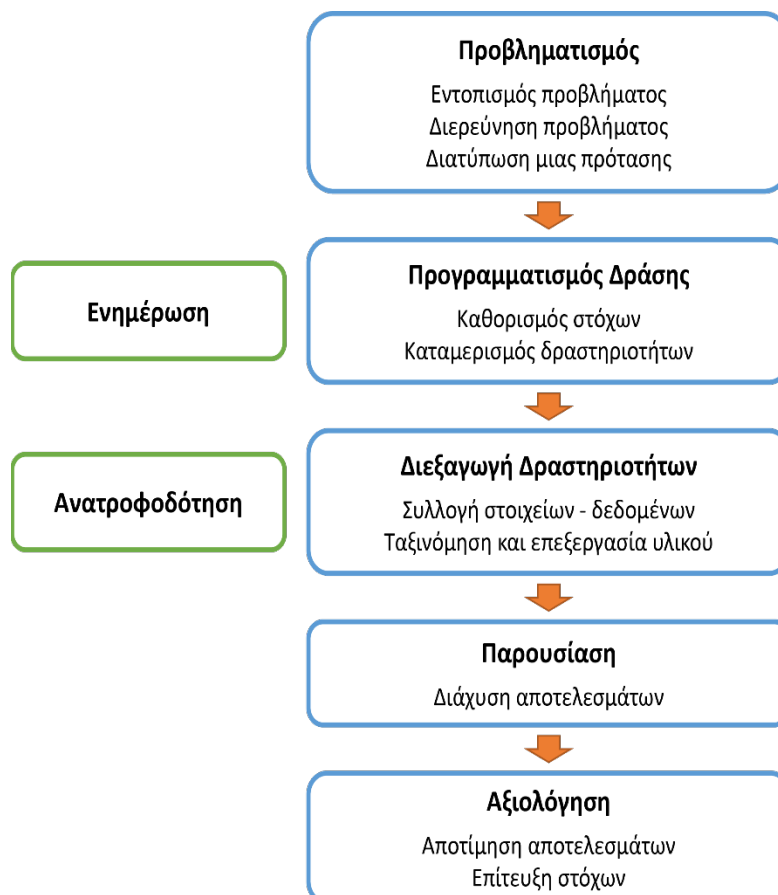 Προβληματισμός
Εντοπισμός προβλήματος
Διερεύνηση προβλήματος
Διατύπωση μιας πρότασης
Ενημέρωση
Προγραμματισμός Δράσης
Καθορισμός στόχων
Καταμερισμός δραστηριοτήτων
Ανατροφοδότηση
Διεξαγωγή Δραστηριοτήτων
Συλλογή στοιχείων - δεδομένων
Ταξινόμηση και επεξεργασία υλικού
Παρουσίαση
Διάχυση αποτελεσμάτων
Αξιολόγηση
Αποτίμηση αποτελεσμάτων
Επίτευξη στόχων